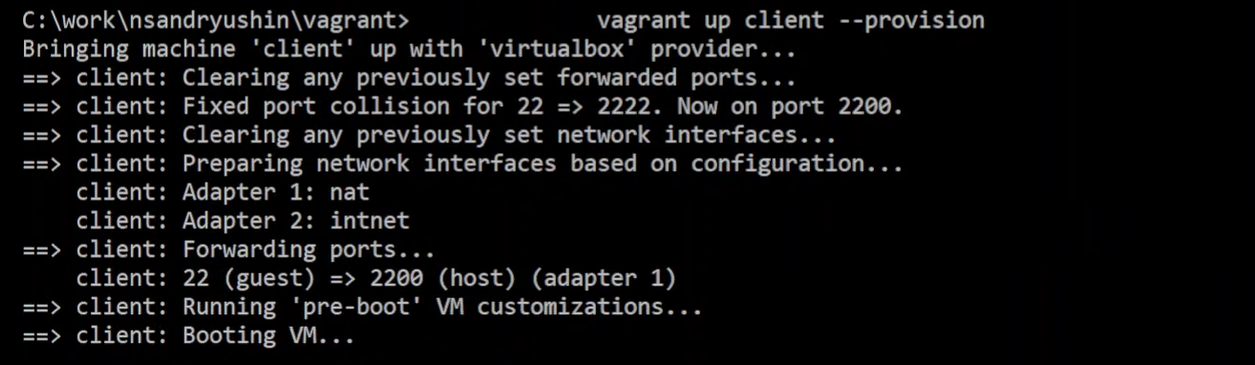 C:\work\nsandryushin\vagrant>              vagrant up client --provision
Bringing machine 'client' up with 'virtualbox' provider...
==> client: Clearing any previously set forwarded ports...
==> client: Fixed port collision for 22 => 2222. Now on port 2200.
==> client: Clearing any previously set network interfaces...
==> client: Preparing network interfaces based on configuration...
    client: Adapter 1: nat
    client: Adapter 2: intnet
==> client: Forwarding ports...
    client: 22 (guest) => 2200 (host) (adapter 1)
==> client: Running 'pre-boot' VM customizations...
==> client: Booting VM...